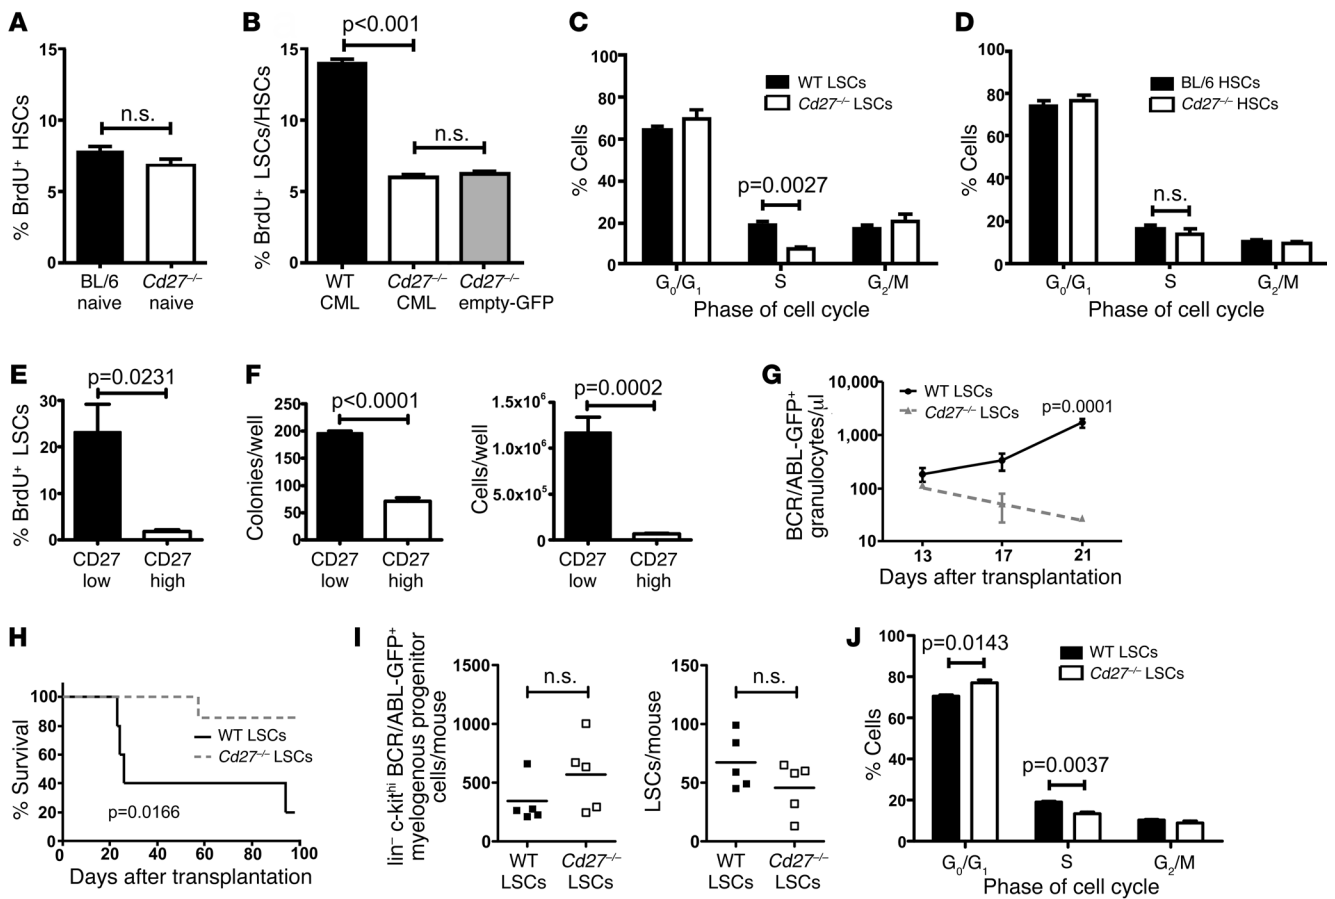 A
% BrdU⁺ HSCs
15
10
5
0
n.s.
BL/6
naive
Cd27⁻/⁻
naive
B
% BrdU⁺ LSCs/HSCs
15
10
5
0
p<0.001
n.s.
WT
CML
Cd27⁻/⁻
CML
Cd27⁻/⁻
empty-GFP
C
% Cells
100
80
60
40
20
0
WT LSCs
Cd27⁻/⁻ LSCs
p=0.0027
G₀/G₁
S
G₂/M
Phase of cell cycle
D
% Cells
100
80
60
40
20
0
BL/6 HSCs
Cd27⁻/⁻ HSCs
n.s.
G₀/G₁
S
G₂/M
Phase of cell cycle
E
% BrdU⁺ LSCs
30
20
10
0
p=0.0231
CD27
low
CD27
high
F
Colonies/well
250
200
150
100
50
0
p<0.0001
CD27
low
CD27
high
Cells/well
1.5x10⁶
1.0x10⁶
5.0x10⁵
0
p=0.0002
CD27
low
CD27
high
G
BCR/ABL-GFP⁺
granulocytes/µl
10,000
1,000
100
10
WT LSCs
Cd27⁻/⁻ LSCs
p=0.0001
13
17
21
Days after transplantation
H
% Survival
100
80
60
40
20
0
WT LSCs
Cd27⁻/⁻ LSCs
p=0.0166
0
20
40
60
80
100
Days after transplantation
I
lin⁻ c-kitʰⁱ BCR/ABL-GFP⁺
myelogenous progenitor
cells/mouse
1500
1000
500
0
n.s.
WT
LSCs
Cd27⁻/⁻
LSCs
LSCs/mouse
150
100
50
0
n.s.
WT
LSCs
Cd27⁻/⁻
LSCs
J
% Cells
100
80
60
40
20
0
p=0.0143
WT LSCs
Cd27⁻/⁻ LSCs
p=0.0037
G₀/G₁
S
G₂/M
Phase of cell cycle